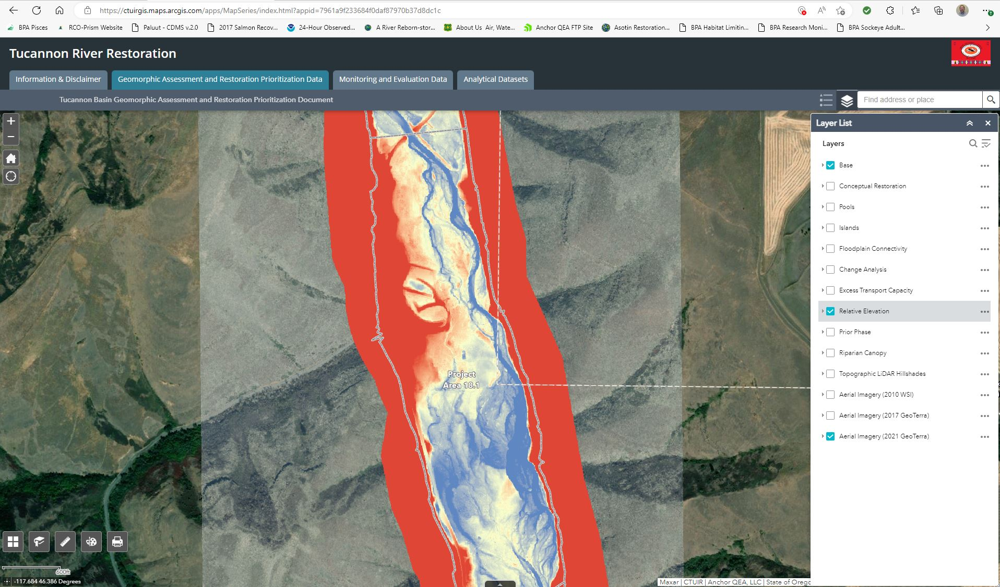 https://ctuirgis.maps.arcgis.com/apps/MapSeries/index.html?appid=7961a9f233684f0daf87970b37d8dc1c
BPA Pisces
RCO-Prism Website
Paluut - CDMS v.2.0
2017 Salmon Recov...
24-Hour Observed...
A River Reborn-stor...
About Us Air, Wate...
Anchor QEA FTP Site
Asotin Restoration...
BPA Habitat Limitin...
BPA Research Moni...
BPA Sockeye Adult...
Tucannon River Restoration
Information & Disclaimer
Geomorphic Assessment and Restoration Prioritization Data
Monitoring and Evaluation Data
Analytical Datasets
Tucannon Basin Geomorphic Assessment and Restoration Prioritization Document
Find address or place
Layer List
Layers
Base
Conceptual Restoration
Pools
Islands
Floodplain Connectivity
Change Analysis
Excess Transport Capacity
Relative Elevation
Prior Phase
Riparian Canopy
Topographic LiDAR Hillshades
Aerial Imagery (2010 WSI)
Aerial Imagery (2017 GeoTerra)
Aerial Imagery (2021 GeoTerra)
Project
Area 18.1
600ft
-117.684 46.386 Degrees
Maxar | CTUIR | Anchor QEA, LLC | State of Orego